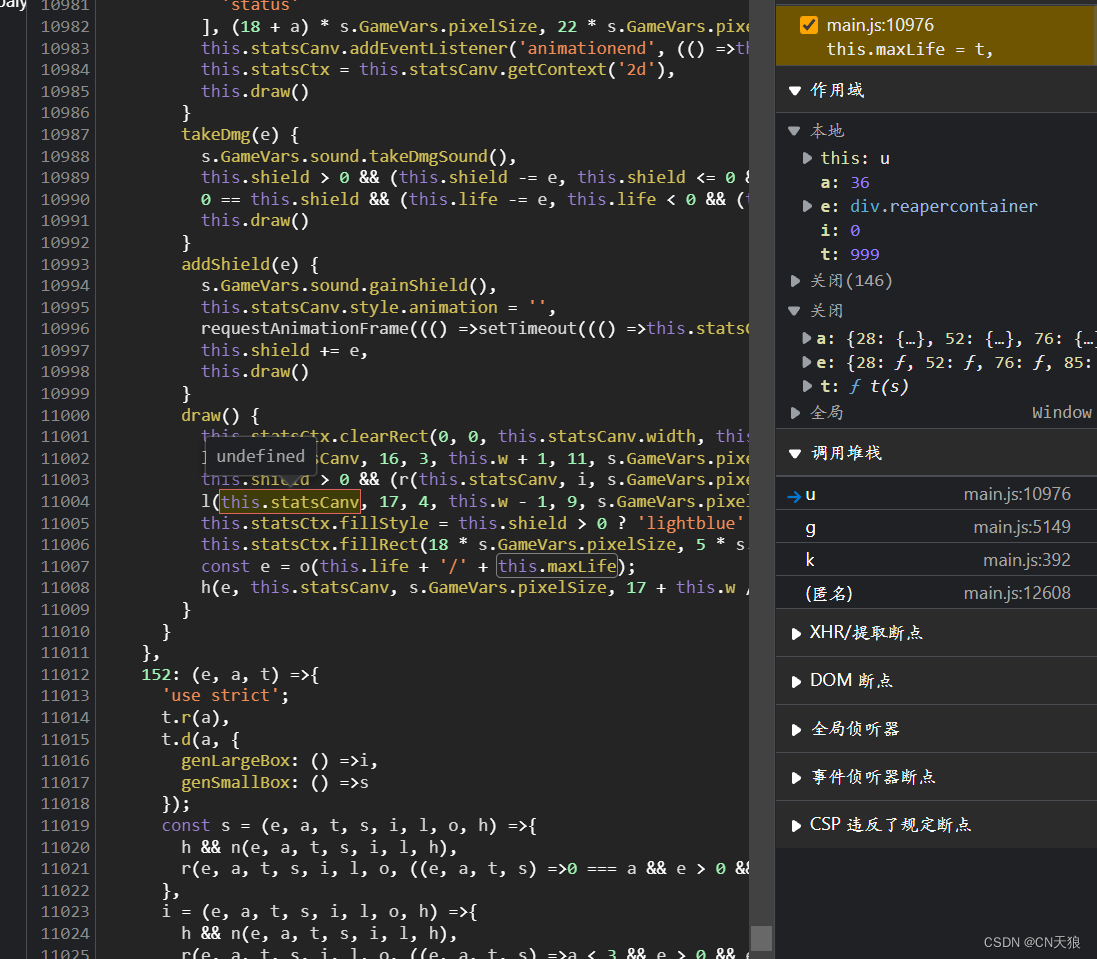 paly
10981 'status'
10982 ], (18 + a) * s.GameVars.pixelSize, 22 * s.GameVars.pixe
10983 this.statsCanv.addEventListener('animationend', (() =>th
10984 this.statsCtx = this.statsCanv.getContext('2d'),
10985 this.draw()
10986 }
10987 takeDmg(e) {
10988 s.GameVars.sound.takeDmgSound(),
10989 this.shield > 0 && (this.shield -= e, this.shield <= 0 &
10990 0 == this.shield && (this.life -= e, this.life < 0 && (t
10991 this.draw()
10992 }
10993 addShield(e) {
10994 s.GameVars.sound.gainShield(),
10995 this.statsCanv.style.animation = '',
10996 requestAnimationFrame((() =>setTimeout((() =>this.statsC
10997 this.shield += e,
10998 this.draw()
10999 }
11000 draw() {
11001 this.statsCtx.clearRect(0, 0, this.statsCanv.width, this
undefined
11002 anv, 16, 3, this.w + 1, 11, s.GameVars.pixel
11003 this.shield > 0 && (r(this.statsCanv, i, s.GameVars.pixe
11004 l(this.statsCanv, 17, 4, this.w - 1, 9, s.GameVars.pixel
11005 this.statsCtx.fillStyle = this.shield > 0 ? 'lightblue'
11006 this.statsCtx.fillRect(18 * s.GameVars.pixelSize, 5 * s.
11007 const e = o(this.life + '/' + this.maxLife);
11008 h(e, this.statsCanv, s.GameVars.pixelSize, 17 + this.w /
11009 }
11010 }
11011 },
11012 152: (e, a, t) =>{
11013 'use strict';
11014 t.r(a),
11015 t.d(a, {
11016 genLargeBox: () =>i,
11017 genSmallBox: () =>s
11018 });
11019 const s = (e, a, t, s, i, l, o, h) =>{
11020 h && n(e, a, t, s, i, l, h),
11021 r(e, a, t, s, i, l, o, ((e, a, t, s) =>0 === a && e > 0 &&
11022 },
11023 i = (e, a, t, s, i, l, o, h) =>{
11024 h && n(e, a, t, s, i, l, h),
11025 r(e, a, t, s, i, l, o, ((e, a, t, s) =>a < 3 && e > 0 &&
main.js:10976
this.maxLife = t,
作用域
本地
this: u
a: 36
e: div.reapercontainer
i: 0
t: 999
关闭(146)
关闭
a: {28: {…}, 52: {…}, 76: {…}
e: {28: ƒ, 52: ƒ, 76: ƒ, 85:
t: ƒ t(s)
全局 Window
调用堆栈
u main.js:10976
g main.js:5149
k main.js:392
(匿名) main.js:12608
XHR/提取断点
DOM 断点
全局侦听器
事件侦听器断点
CSP 违反了规定断点
CSDN @CN天狼